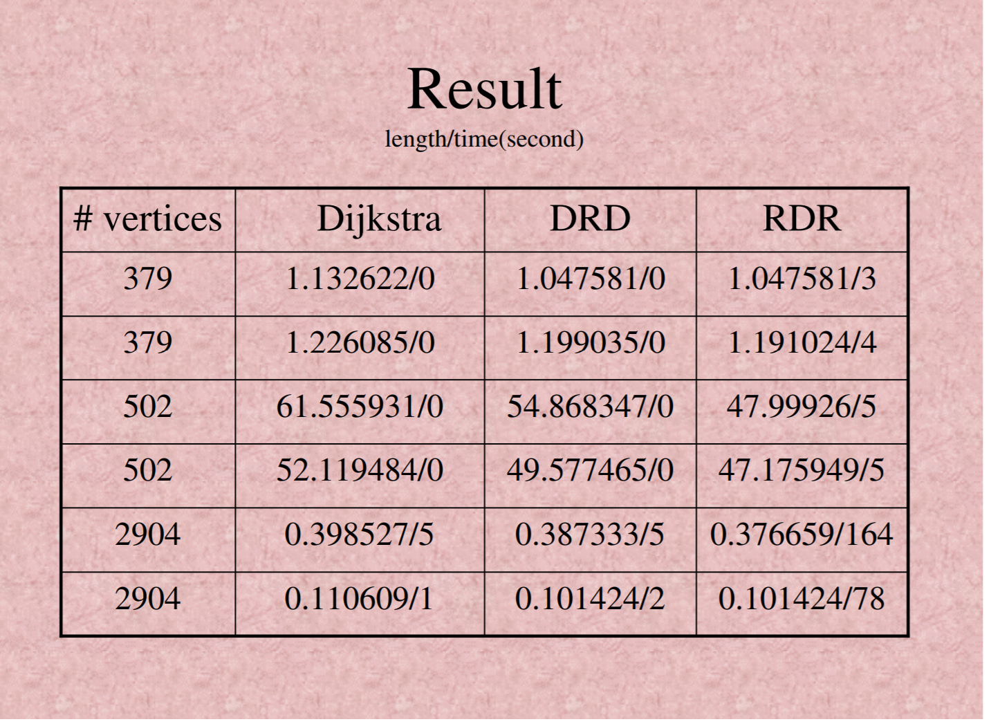 Result
length/time(second)
# vertices Dijkstra DRD RDR
379 1.132622/0 1.047581/0 1.047581/3
379 1.226085/0 1.199035/0 1.191024/4
502 61.555931/0 54.868347/0 47.99926/5
502 52.119484/0 49.577465/0 47.175949/5
2904 0.398527/5 0.387333/5 0.376659/164
2904 0.110609/1 0.101424/2 0.101424/78